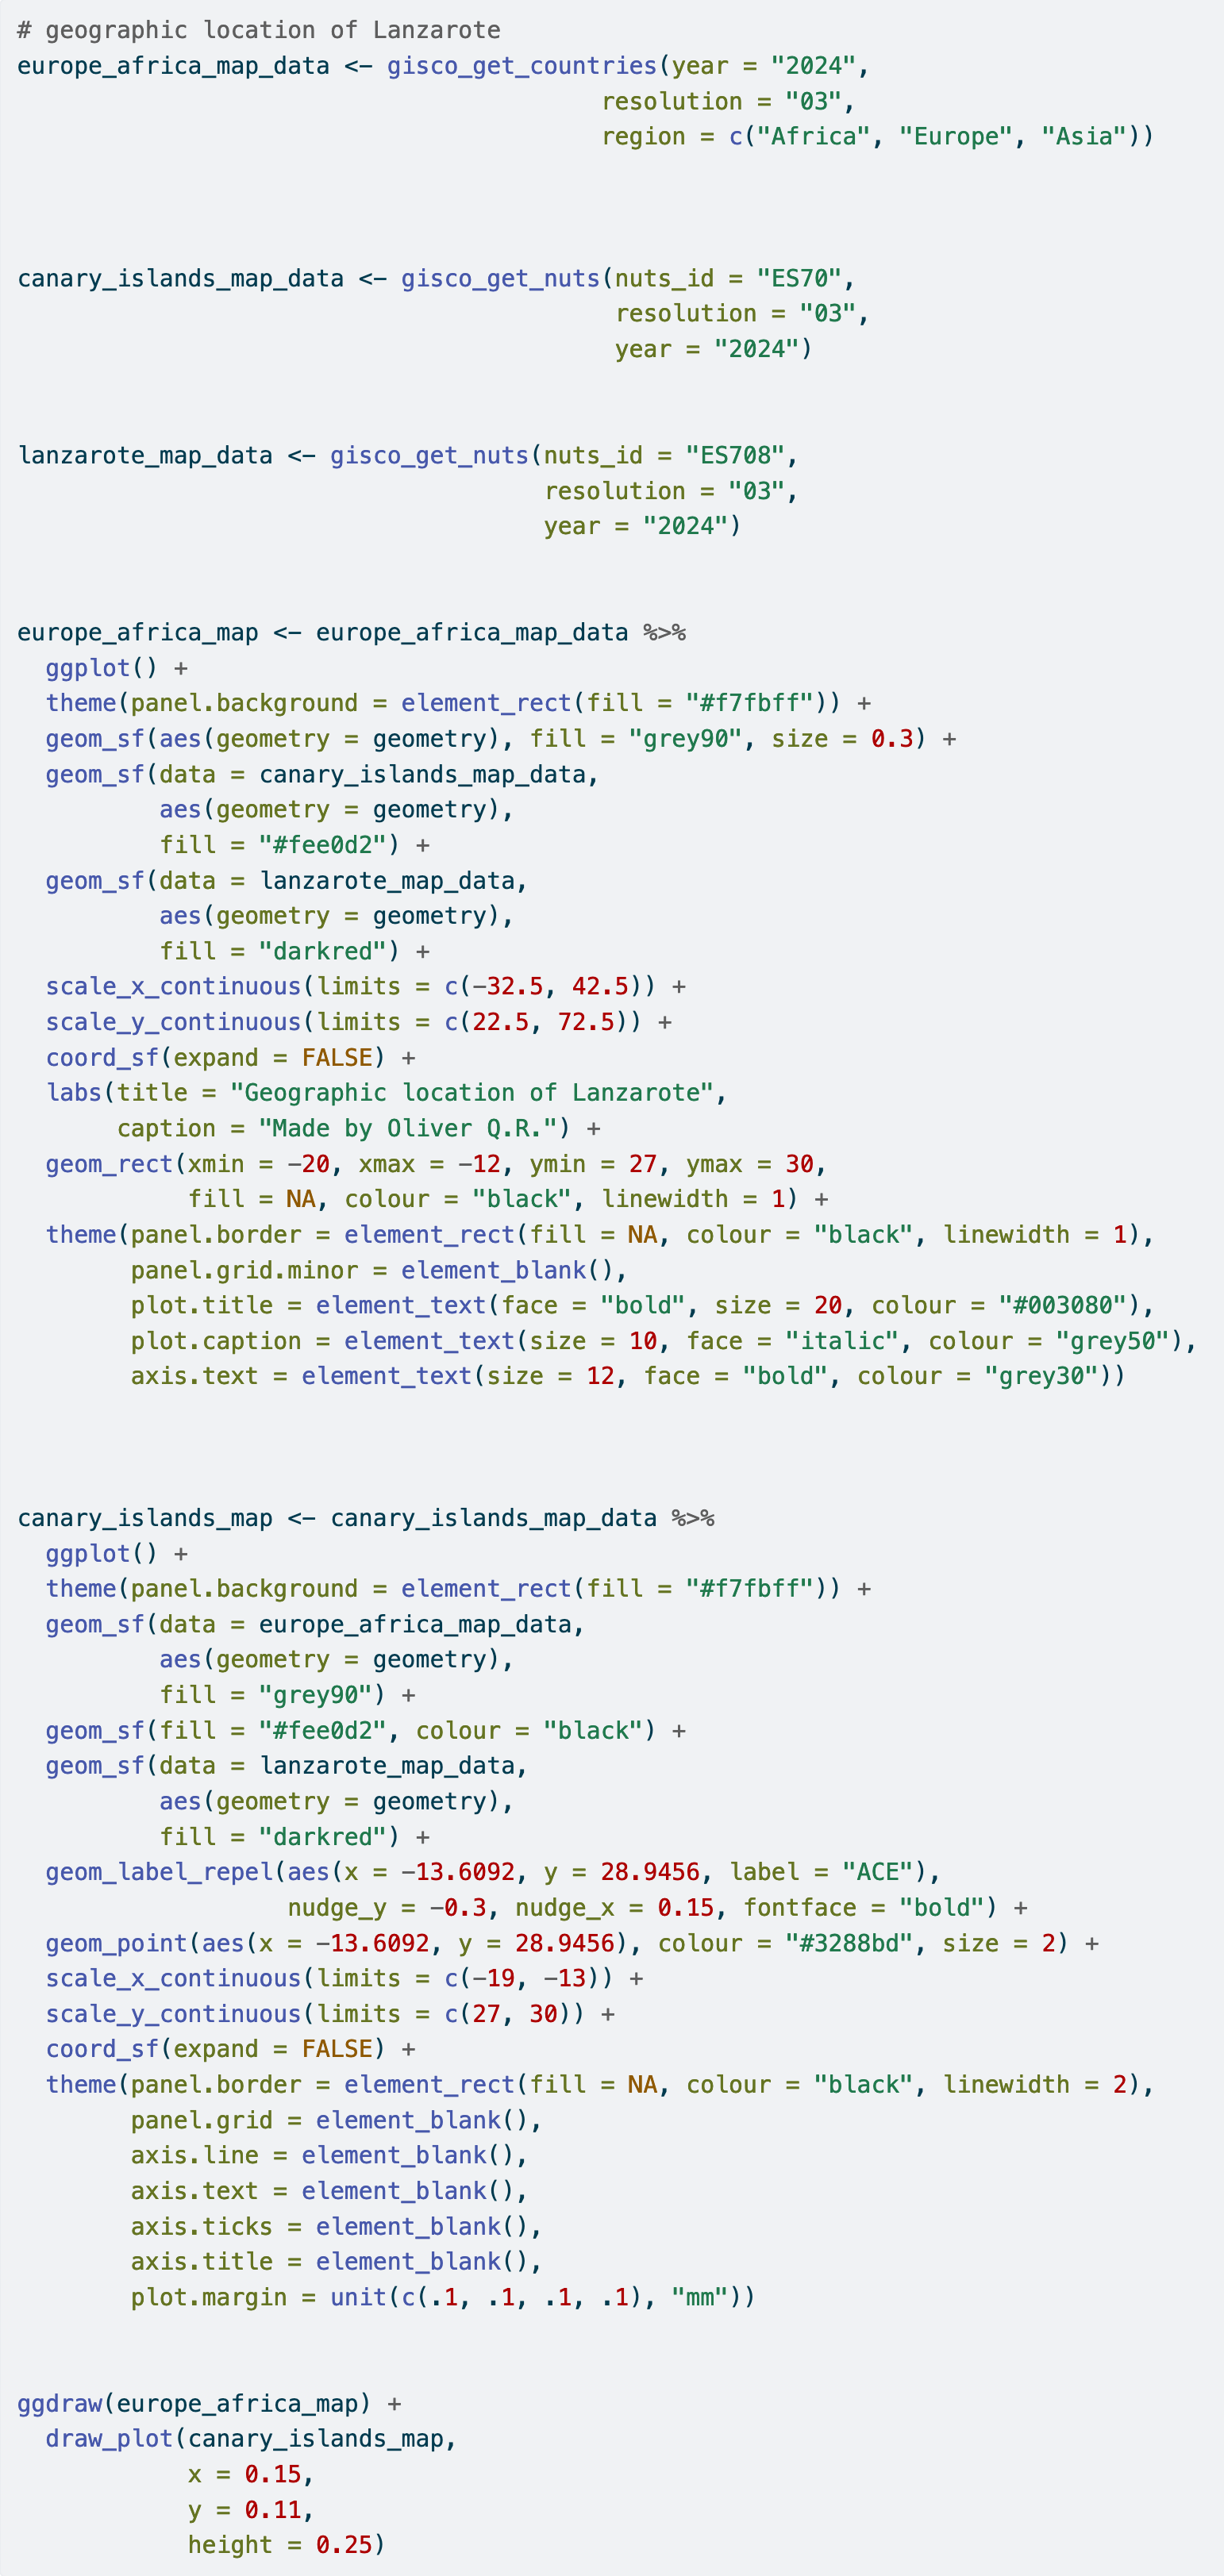 # geographic location of Lanzarote
europe_africa_map_data <- gisco_get_countries(year = "2024",
                                         resolution = "03",
                                         region = c("Africa", "Europe", "Asia"))

canary_islands_map_data <- gisco_get_nuts(nuts_id = "ES70",
                                          resolution = "03",
                                          year = "2024")

lanzarote_map_data <- gisco_get_nuts(nuts_id = "ES708",
                                     resolution = "03",
                                     year = "2024")

europe_africa_map <- europe_africa_map_data %>%
  ggplot() +
  theme(panel.background = element_rect(fill = "#f7fbff")) +
  geom_sf(aes(geometry = geometry), fill = "grey90", size = 0.3) +
  geom_sf(data = canary_islands_map_data,
          aes(geometry = geometry),
          fill = "#fee0d2") +
  geom_sf(data = lanzarote_map_data,
          aes(geometry = geometry),
          fill = "darkred") +
  scale_x_continuous(limits = c(-32.5, 42.5)) +
  scale_y_continuous(limits = c(22.5, 72.5)) +
  coord_sf(expand = FALSE) +
  labs(title = "Geographic location of Lanzarote",
       caption = "Made by Oliver Q.R.") +
  geom_rect(xmin = -20, xmax = -12, ymin = 27, ymax = 30,
            fill = NA, colour = "black", linewidth = 1) +
  theme(panel.border = element_rect(fill = NA, colour = "black", linewidth = 1),
        panel.grid.minor = element_blank(),
        plot.title = element_text(face = "bold", size = 20, colour = "#003080"),
        plot.caption = element_text(size = 10, face = "italic", colour = "grey50"),
        axis.text = element_text(size = 12, face = "bold", colour = "grey30"))

canary_islands_map <- canary_islands_map_data %>%
  ggplot() +
  theme(panel.background = element_rect(fill = "#f7fbff")) +
  geom_sf(data = europe_africa_map_data,
          aes(geometry = geometry),
          fill = "grey90") +
  geom_sf(fill = "#fee0d2", colour = "black") +
  geom_sf(data = lanzarote_map_data,
          aes(geometry = geometry),
          fill = "darkred") +
  geom_label_repel(aes(x = -13.6092, y = 28.9456, label = "ACE"),
                   nudge_y = -0.3, nudge_x = 0.15, fontface = "bold") +
  geom_point(aes(x = -13.6092, y = 28.9456), colour = "#3288bd", size = 2) +
  scale_x_continuous(limits = c(-19, -13)) +
  scale_y_continuous(limits = c(27, 30)) +
  coord_sf(expand = FALSE) +
  theme(panel.border = element_rect(fill = NA, colour = "black", linewidth = 2),
        panel.grid = element_blank(),
        axis.line = element_blank(),
        axis.text = element_blank(),
        axis.ticks = element_blank(),
        axis.title = element_blank(),
        plot.margin = unit(c(.1, .1, .1, .1), "mm"))

ggdraw(europe_africa_map) +
  draw_plot(canary_islands_map,
            x = 0.15,
            y = 0.11,
            height = 0.25)